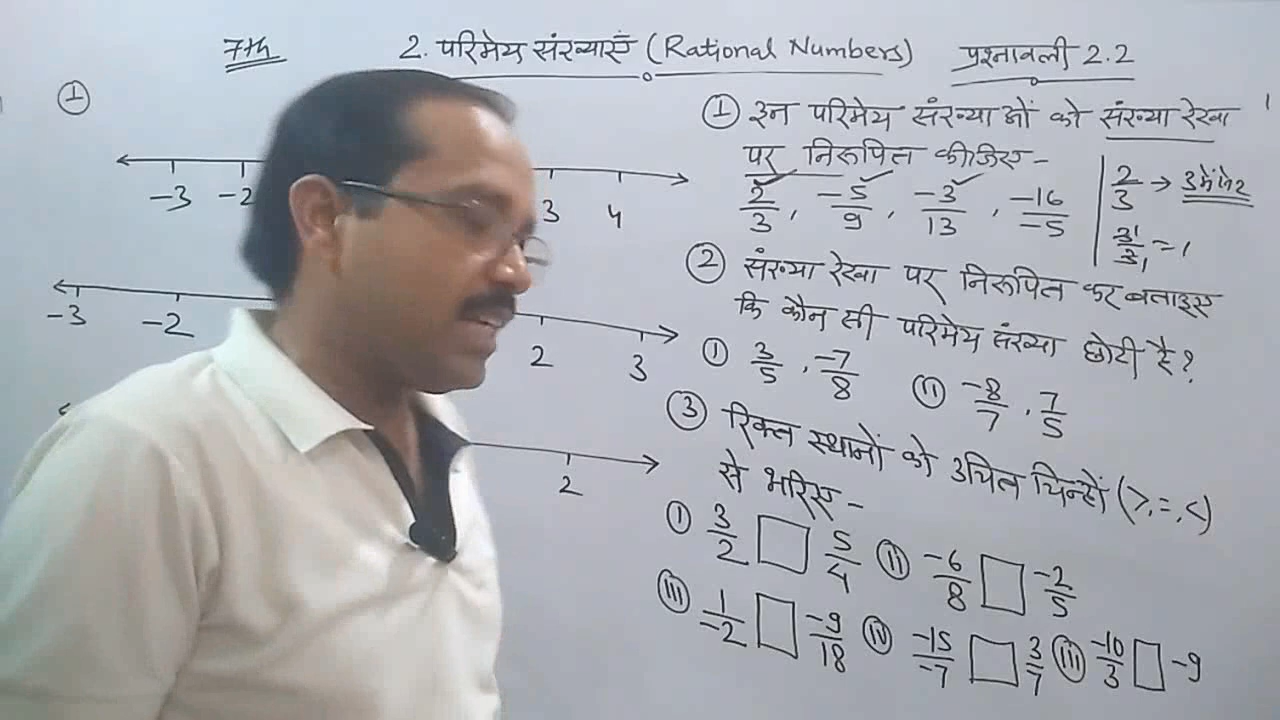 7th
2. परिमेय संख्याएँ (Rational Numbers) प्रश्नावली 2.2
①
-3 -2 3 4
-3 -2 2 3
2
① इन परिमेय संख्याओं को संख्या रेखा
पर निरूपित कीजिए-
2/3, -5/9, -3/13, -16/-5
2/3 → 3 में से 2
3/3 = 1
② संख्या रेखा पर निरूपित कर बताइए
कि कौन सी परिमेय संख्या छोटी है?
① 3/5, -7/8 ⑪ -8/7, 7/5
③ रिक्त स्थानों को उचित चिन्हों (>, =, <)
से भरिए-
① 3/2 □ 5/4 ⑪ -6/8 □ -2/5
ⅲ 1/-2 □ -9/18 ⅳ -15/-7 □ 3/7 ⅲ -10/3 □ -9